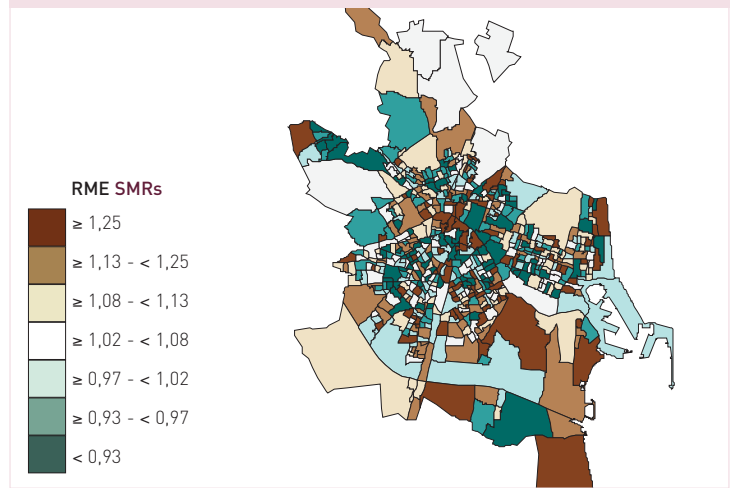 RME SMRs
≥ 1,25
≥ 1,13 - < 1,25
≥ 1,08 - < 1,13
≥ 1,02 - < 1,08
≥ 0,97 - < 1,02
≥ 0,93 - < 0,97
< 0,93